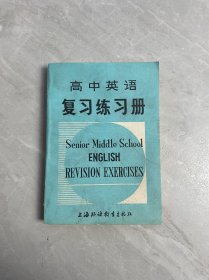 高中英语
复习练习册
Senior Middle School
ENGLISH
REVISION EXERCISES
上海外语教育出版社